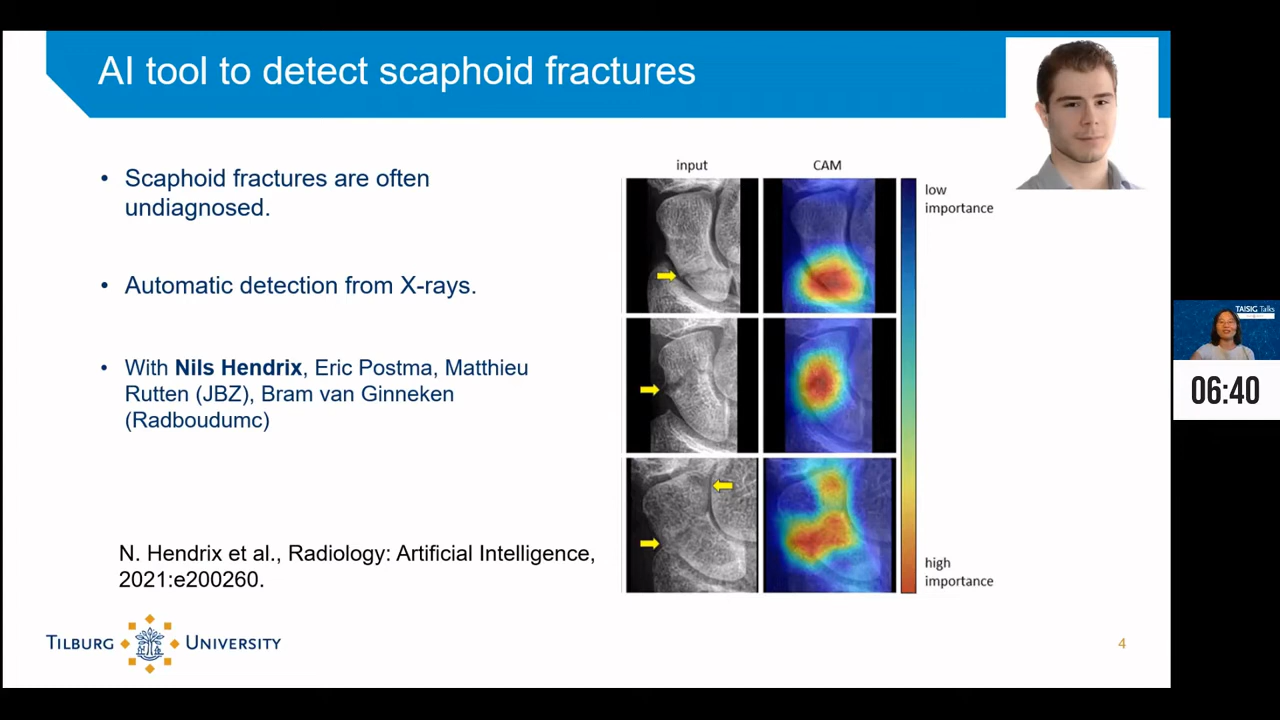 AI tool to detect scaphoid fractures
• Scaphoid fractures are often
undiagnosed.
• Automatic detection from X-rays.
• With Nils Hendrix, Eric Postma, Matthieu
Rutten (JBZ), Bram van Ginneken
(Radboudumc)
N. Hendrix et al., Radiology: Artificial Intelligence,
2021:e200260.
input
CAM
low
importance
high
importance
TILBURG UNIVERSITY
4
TAISIG Talks
06:40